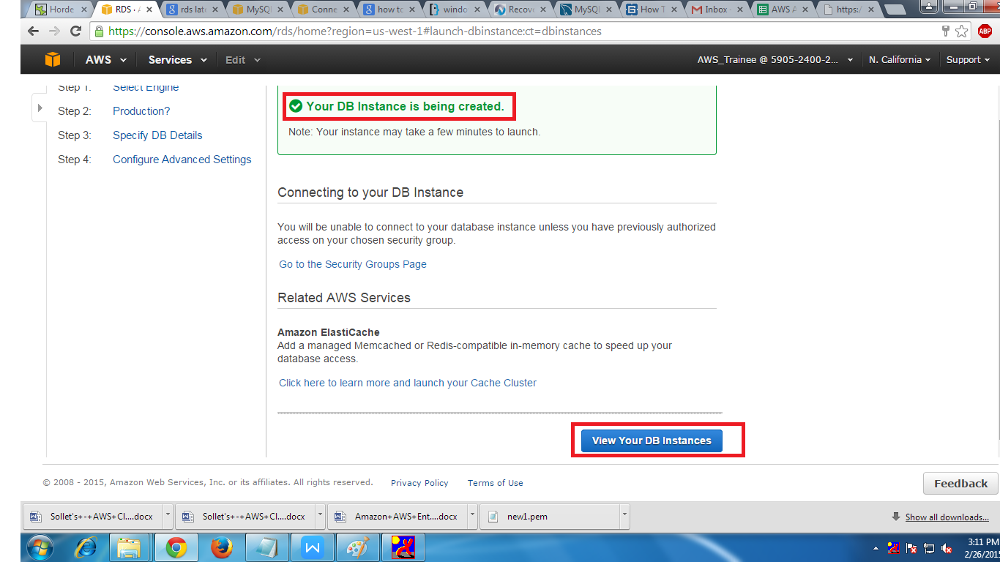 Horde
RDS · A
rds late
MySQL
Conne
how to
windo
Recove
MySQL
How T
Inbox -
AWS A
https:/
https://console.aws.amazon.com/rds/home?region=us-west-1#launch-dbinstance:ct=dbinstances
ABP
AWS Services Edit
AWS_Trainee @ 5905-2400-2... N. California Support
Step 1: Select Engine
Step 2: Production?
Step 3: Specify DB Details
Step 4: Configure Advanced Settings
Your DB Instance is being created.
Note: Your instance may take a few minutes to launch.
Connecting to your DB Instance
You will be unable to connect to your database instance unless you have previously authorized
access on your chosen security group.
Go to the Security Groups Page
Related AWS Services
Amazon ElastiCache
Add a managed Memcached or Redis-compatible in-memory cache to speed up your
database access.
Click here to learn more and launch your Cache Cluster
View Your DB Instances
© 2008 - 2015, Amazon Web Services, Inc. or its affiliates. All rights reserved. Privacy Policy Terms of Use
Feedback
Sollet's+-+AWS+Cl....docx
Sollet's+-+AWS+Cl....docx
Amazon+AWS+Ent....docx
new1.pem
Show all downloads...
3:11 PM
2/26/2015